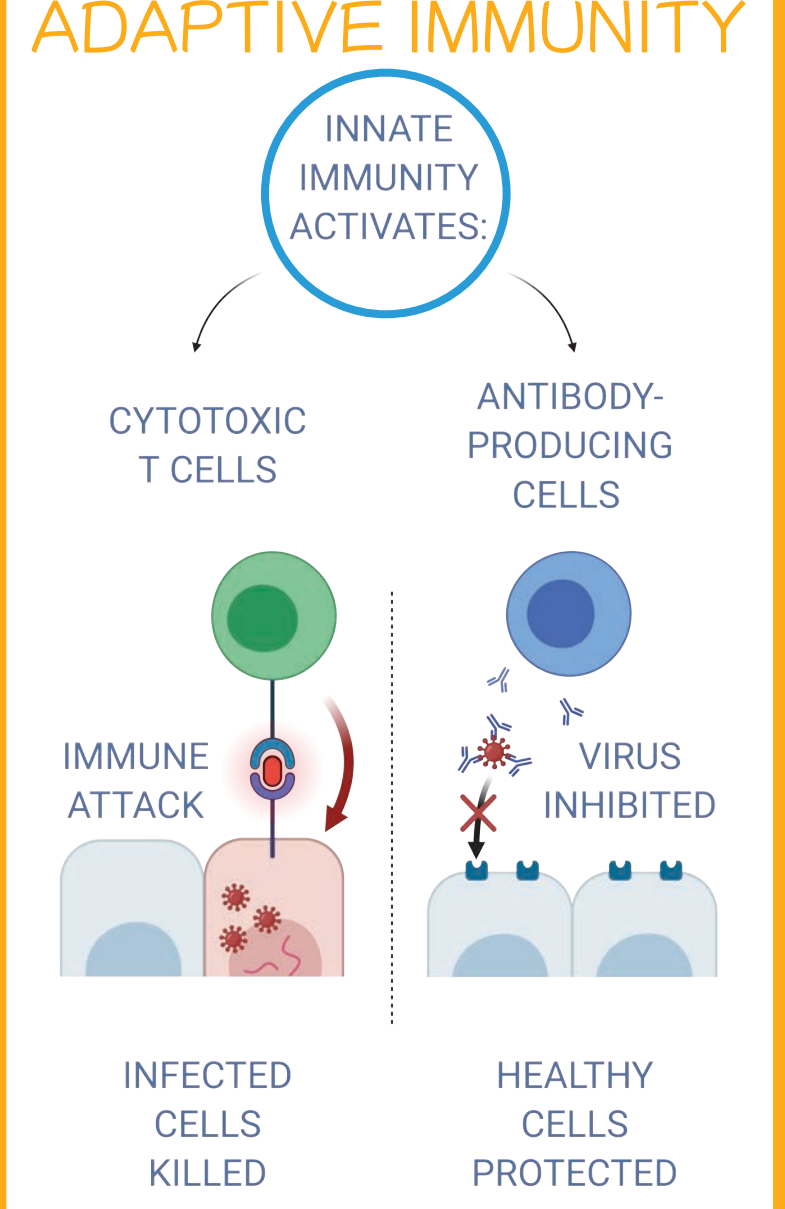 ADAPTIVE IMMUNITY
INNATE
IMMUNITY
ACTIVATES:
CYTOTOXIC
T CELLS
ANTIBODY-
PRODUCING
CELLS
IMMUNE
ATTACK
VIRUS
INHIBITED
INFECTED
CELLS
KILLED
HEALTHY
CELLS
PROTECTED